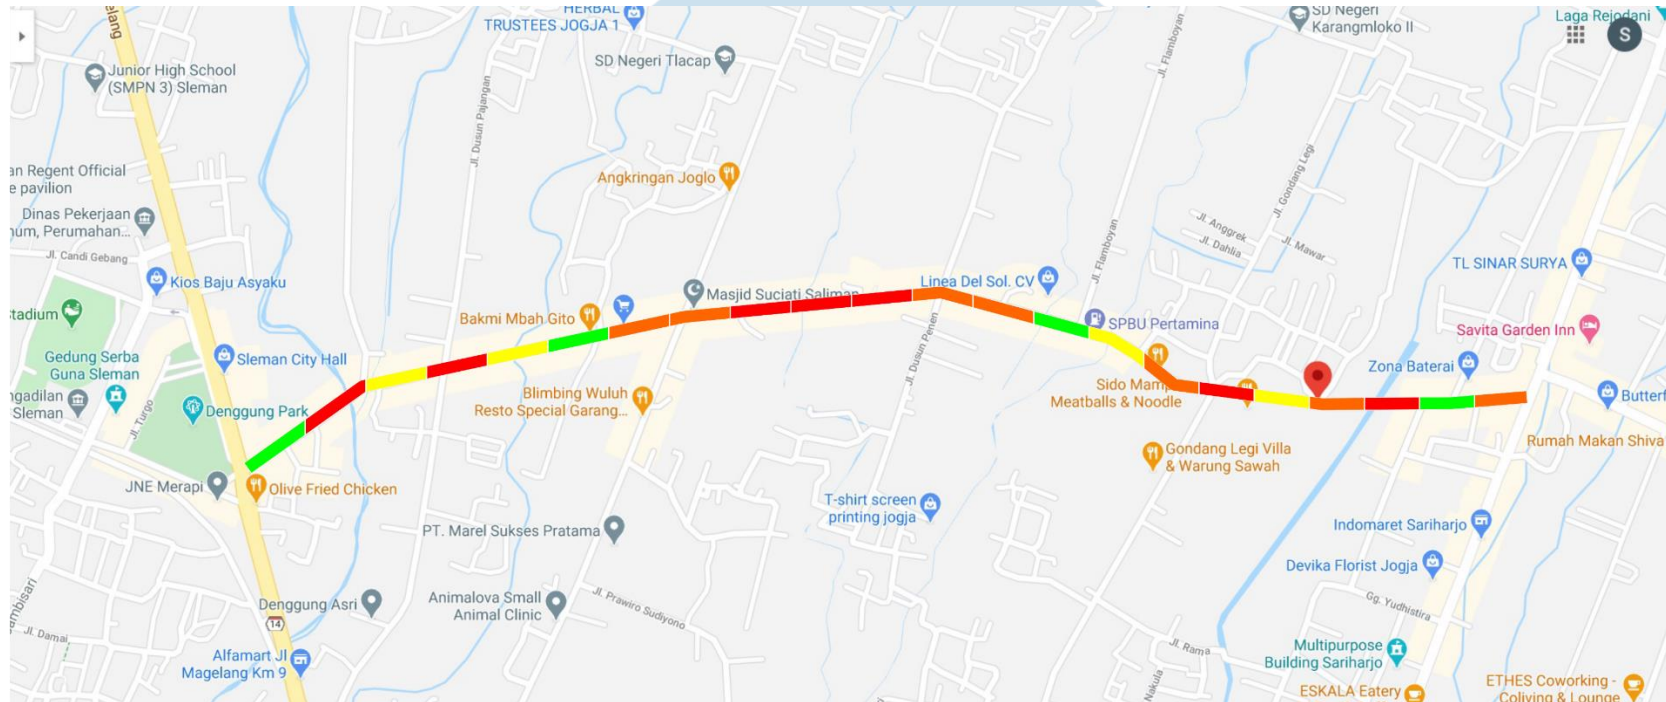 elang
HERBAL
TRUSTEES JOGJA 1
SD Negeri
Karangmloko II
Laga Rejodani
S
Junior High School
(SMPN 3) Sleman
SD Negeri Tlacap
Jl. Flamboyan
Jl. Dusun Pajangan
an Regent Official
e pavilion
Angkringan Joglo
Jl. Gondang Legi
Dinas Pekerjaan
um, Perumahan...
Jl. Candi Gebang
Jl. Anggrek
Jl. Dahlia
Jl. Mawar
Jl. Flamboyan
Kios Baju Asyaku
TL SINAR SURYA
Linea Del Sol. CV
Masjid Suciati Saliman
Stadium
Bakmi Mbah Gito
SPBU Pertamina
Savita Garden Inn
Gedung Serba
Guna Sleman
Sleman City Hall
Jl. Dusun Penen
Zona Baterai
ngadilan
Sleman
Jl. Turgo
Denggung Park
Blimbing Wuluh
Resto Special Garang...
Sido Mamp
Meatballs & Noodle
Butterf
Gondang Legi Villa
& Warung Sawah
Rumah Makan Shiva
JNE Merapi
Olive Fried Chicken
T-shirt screen
printing jogja
PT. Marel Sukses Pratama
Indomaret Sariharjo
Devika Florist Jogja
Denggung Asri
Animalova Small
Animal Clinic
Jl. Prawiro Sudiyono
Gg. Yudhistira
ambisari
14
Jl. Damai
Jl. Rama
Multipurpose
Building Sariharjo
Alfamart Jl
Magelang Km 9
Nakula
ESKALA Eatery
ETHES Coworking -
Coliving & Lounge